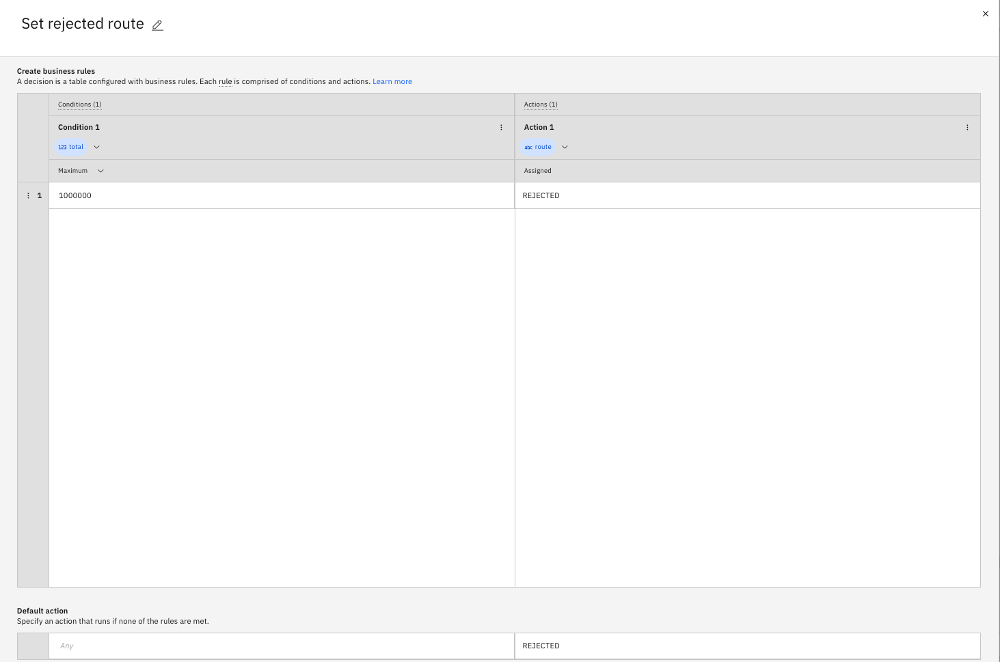 Set rejected route
Create business rules
A decision is a table configured with business rules. Each rule is comprised of conditions and actions. Learn more
Conditions (1)
Actions (1)
Condition 1
Action 1
123 total
abc route
Maximum
Assigned
1
1000000
REJECTED
Default action
Specify an action that runs if none of the rules are met.
Any
REJECTED